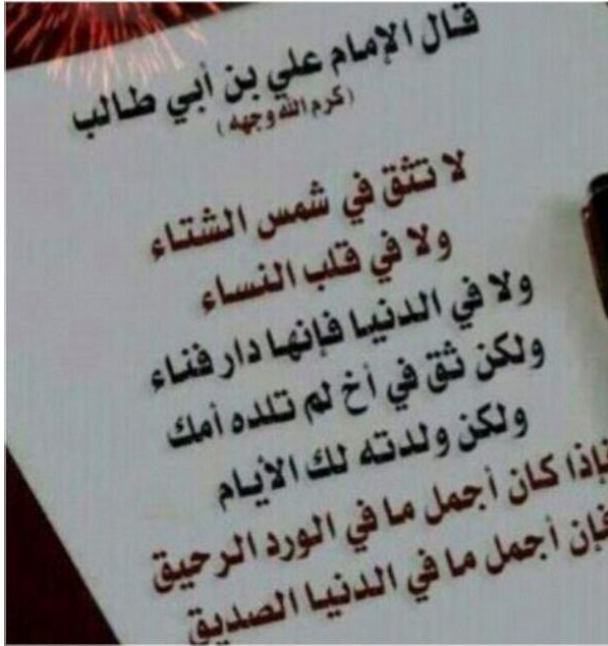 قال الإمام علي بن أبي طالب
(كرم الله وجهه)
لا تثق في شمس الشتاء
ولا في قلب النساء
ولا في الدنيا فإنها دار فناء
ولكن ثق في أخ لم تلده أمك
ولكن ولدته لك الأيام
فإذا كان أجمل ما في الورد الرحيق
فإن أجمل ما في الدنيا الصديق